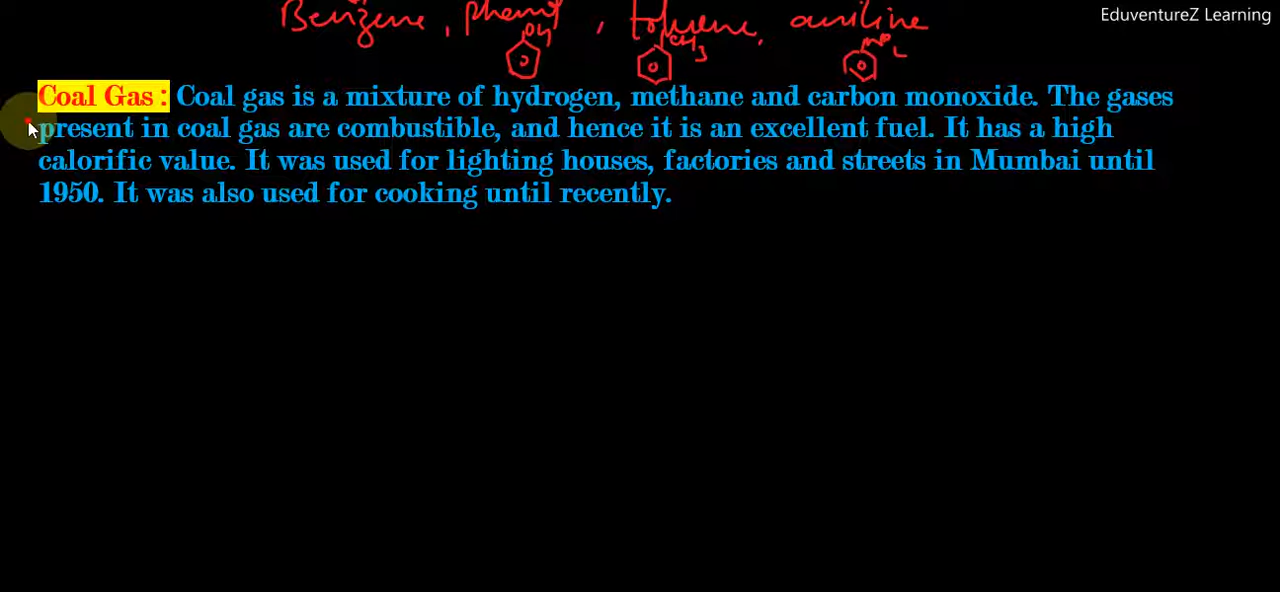 EduventureZ Learning
Benzene, phenol, toluene, aniline
OH CH3 NH2
Coal Gas : Coal gas is a mixture of hydrogen, methane and carbon monoxide. The gases
present in coal gas are combustible, and hence it is an excellent fuel. It has a high
calorific value. It was used for lighting houses, factories and streets in Mumbai until
1950. It was also used for cooking until recently.